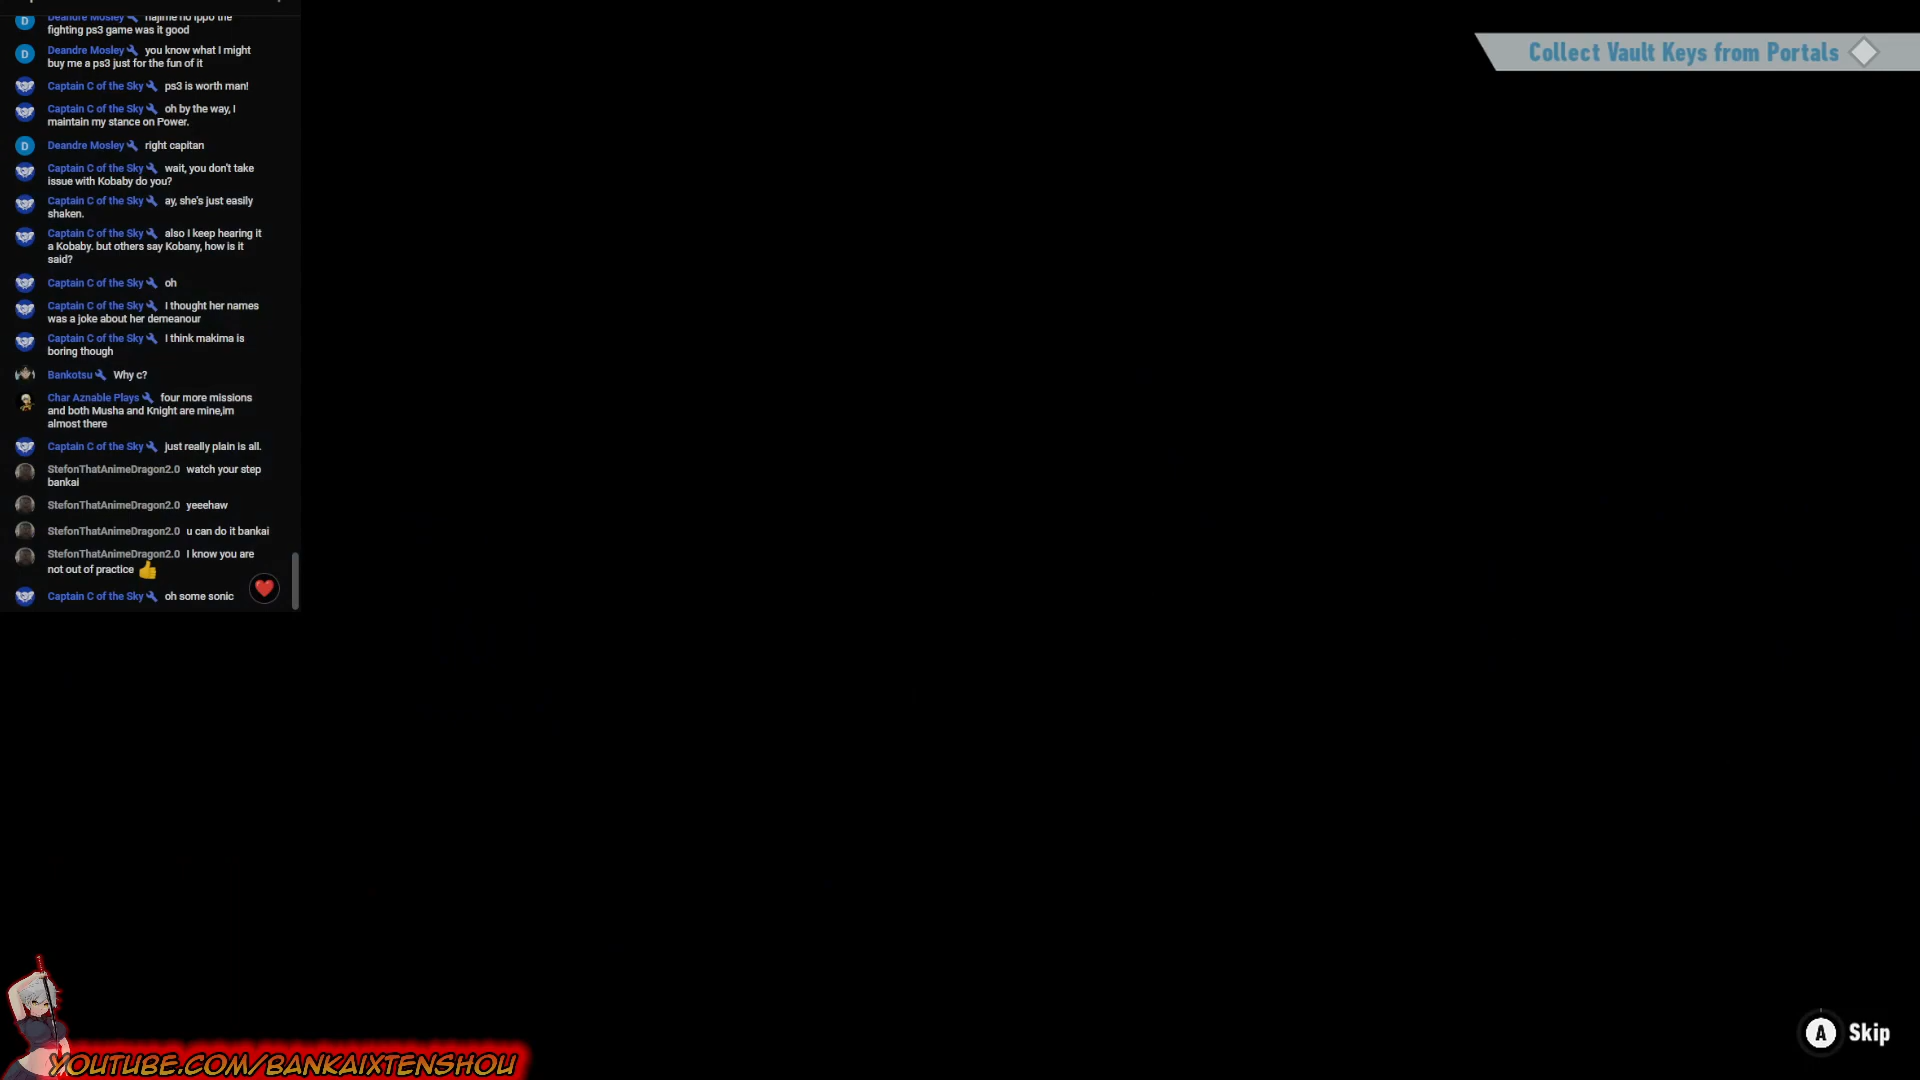 Deandre Mosley hajime no ippo the
fighting ps3 game was it good
D Deandre Mosley you know what I might
buy me a ps3 just for the fun of it
Captain C of the Sky ps3 is worth man!
Captain C of the Sky oh by the way, I
maintain my stance on Power.
D Deandre Mosley right capitan
Captain C of the Sky wait, you don't take
issue with Kobaby do you?
Captain C of the Sky ay, she's just easily
shaken.
Captain C of the Sky also I keep hearing it
a Kobaby. but others say Kobany, how is it
said?
Captain C of the Sky oh
Captain C of the Sky I thought her names
was a joke about her demeanour
Captain C of the Sky I think makima is
boring though
Bankotsu Why c?
Char Aznable Plays four more missions
and both Musha and Knight are mine,im
almost there
Captain C of the Sky just really plain is all.
StefonThatAnimeDragon2.0 watch your step
bankai
StefonThatAnimeDragon2.0 yeeehaw
StefonThatAnimeDragon2.0 u can do it bankai
StefonThatAnimeDragon2.0 I know you are
not out of practice 👍
Captain C of the Sky oh some sonic
Collect Vault Keys from Portals
A Skip
YOUTUBE.COM/BANKAIXTENSHOU